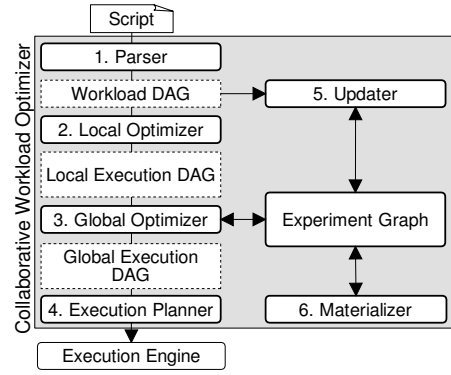 Script
Collaborative Workload Optimizer
1. Parser
Workload DAG
5. Updater
2. Local Optimizer
Local Execution DAG
3. Global Optimizer
Experiment Graph
Global Execution
DAG
4. Execution Planner
6. Materializer
Execution Engine